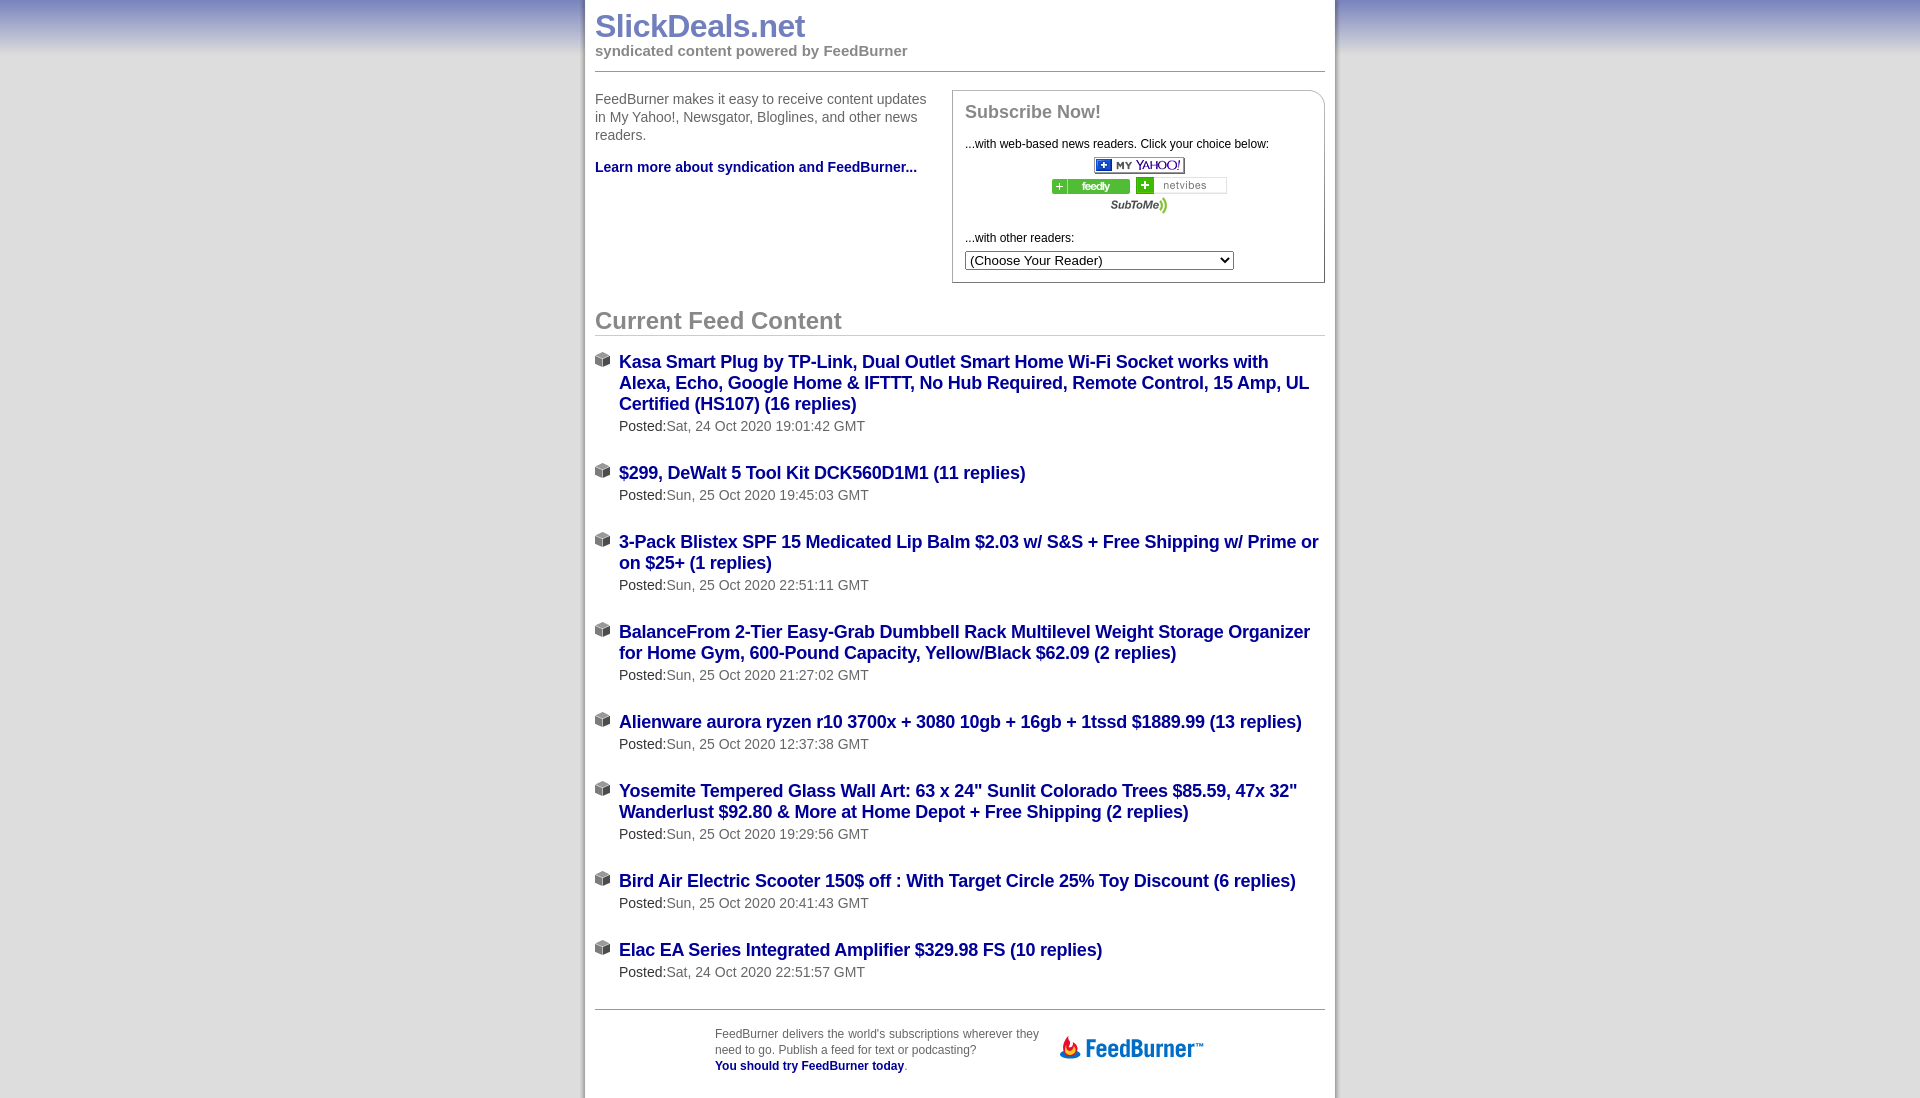 SlickDeals.net
syndicated content powered by FeedBurner
FeedBurner makes it easy to receive content updates
in My Yahoo!, Newsgator, Bloglines, and other news
readers.
Learn more about syndication and FeedBurner...
Subscribe Now!
...with web-based news readers. Click your choice below:
MY YAHOO!
feedly
netvibes
SubToMe
...with other readers:
(Choose Your Reader)
Current Feed Content
Kasa Smart Plug by TP-Link, Dual Outlet Smart Home Wi-Fi Socket works with
Alexa, Echo, Google Home & IFTTT, No Hub Required, Remote Control, 15 Amp, UL
Certified (HS107) (16 replies)
Posted:Sat, 24 Oct 2020 19:01:42 GMT
$299, DeWalt 5 Tool Kit DCK560D1M1 (11 replies)
Posted:Sun, 25 Oct 2020 19:45:03 GMT
3-Pack Blistex SPF 15 Medicated Lip Balm $2.03 w/ S&S + Free Shipping w/ Prime or
on $25+ (1 replies)
Posted:Sun, 25 Oct 2020 22:51:11 GMT
BalanceFrom 2-Tier Easy-Grab Dumbbell Rack Multilevel Weight Storage Organizer
for Home Gym, 600-Pound Capacity, Yellow/Black $62.09 (2 replies)
Posted:Sun, 25 Oct 2020 21:27:02 GMT
Alienware aurora ryzen r10 3700x + 3080 10gb + 16gb + 1tssd $1889.99 (13 replies)
Posted:Sun, 25 Oct 2020 12:37:38 GMT
Yosemite Tempered Glass Wall Art: 63 x 24" Sunlit Colorado Trees $85.59, 47x 32"
Wanderlust $92.80 & More at Home Depot + Free Shipping (2 replies)
Posted:Sun, 25 Oct 2020 19:29:56 GMT
Bird Air Electric Scooter 150$ off : With Target Circle 25% Toy Discount (6 replies)
Posted:Sun, 25 Oct 2020 20:41:43 GMT
Elac EA Series Integrated Amplifier $329.98 FS (10 replies)
Posted:Sat, 24 Oct 2020 22:51:57 GMT
FeedBurner delivers the world's subscriptions wherever they
need to go. Publish a feed for text or podcasting?
You should try FeedBurner today.
FeedBurner™